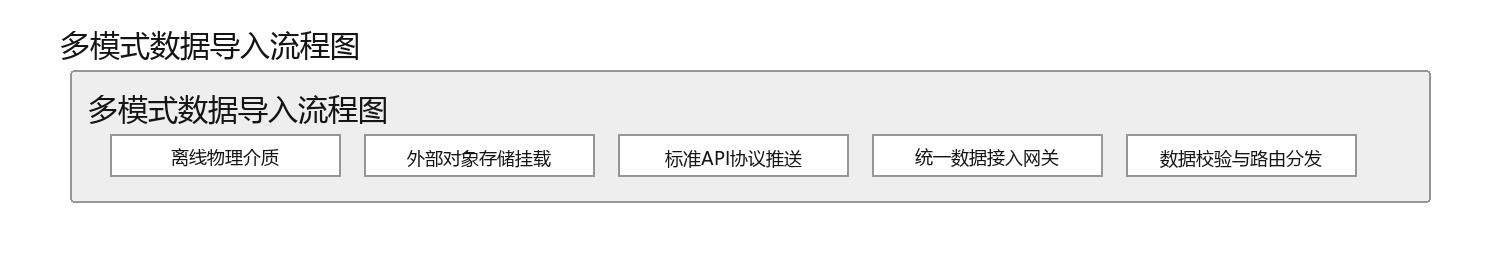 多模式数据导入流程图
多模式数据导入流程图
离线物理介质
外部对象存储挂载
标准API协议推送
统一数据接入网关
数据校验与路由分发